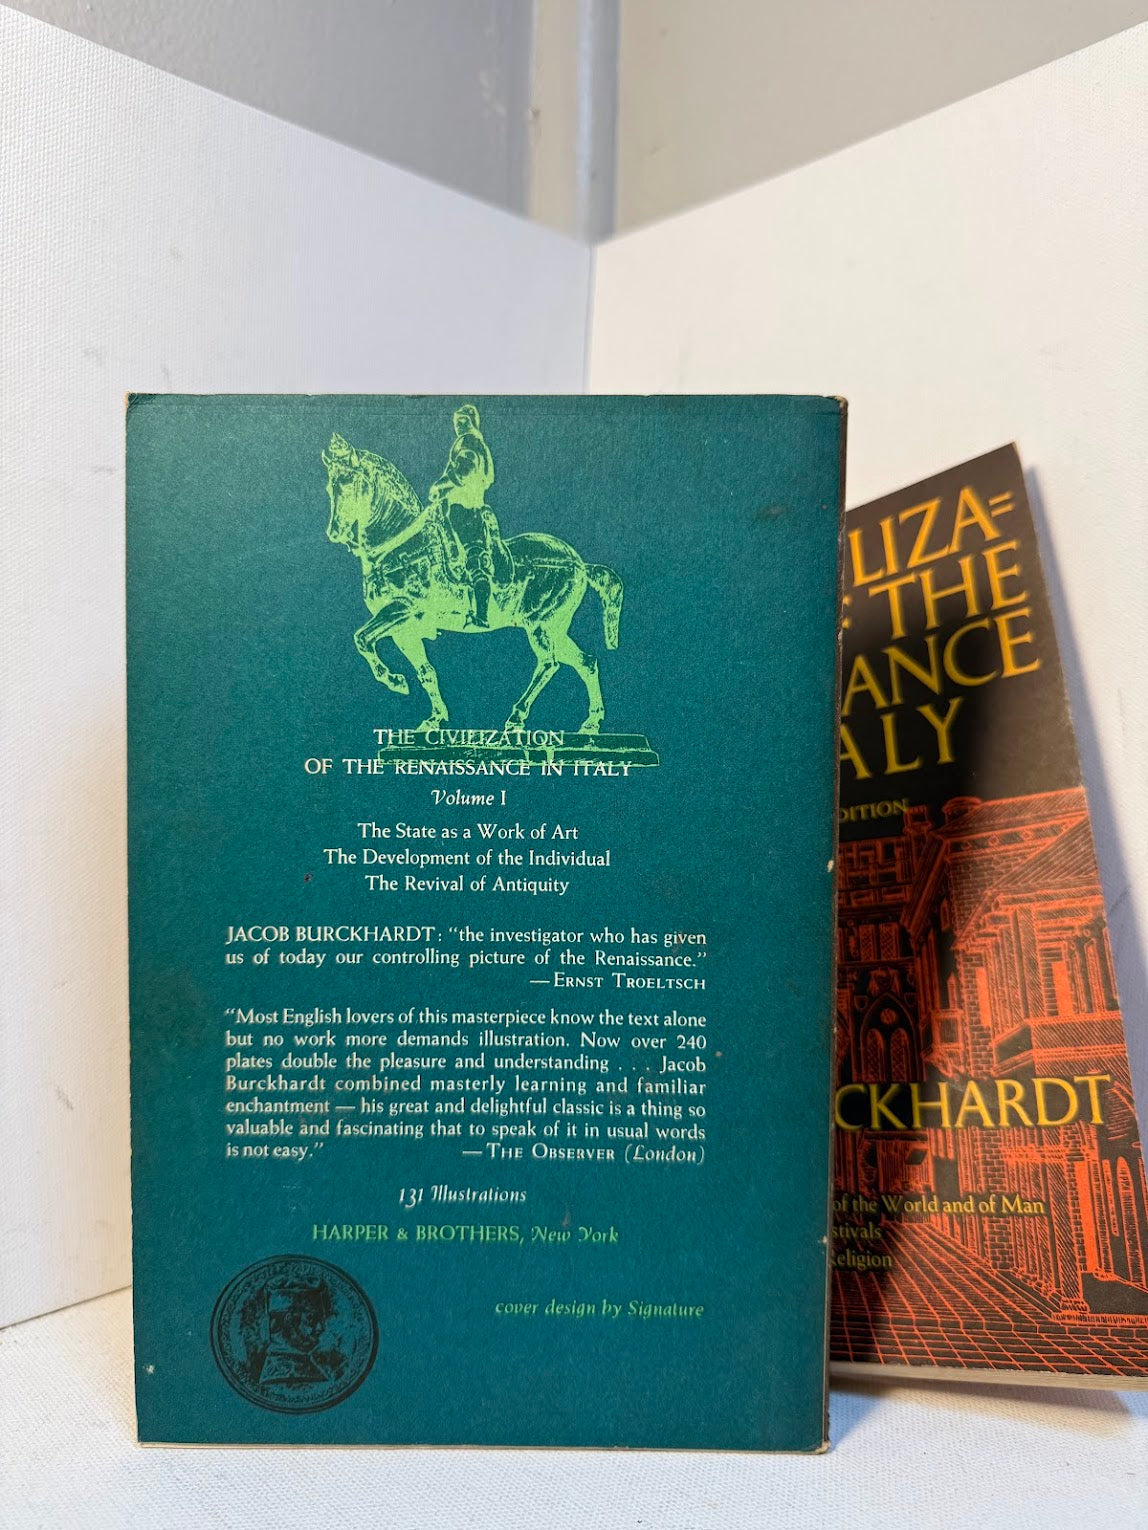 THE CIVILIZATION
OF THE RENAISSANCE IN ITALY
Volume I
The State as a Work of Art
The Development of the Individual
The Revival of Antiquity
JACOB BURCKHARDT: "the investigator who has given
us of today our controlling picture of the Renaissance."
—ERNST TROELTSCH
"Most English lovers of this masterpiece know the text alone
but no work more demands illustration. Now over 240
plates double the pleasure and understanding . . . Jacob
Burckhardt combined masterly learning and familiar
enchantment — his great and delightful classic is a thing so
valuable and fascinating that to speak of it in usual words
is not easy." —THE OBSERVER (London)
131 Illustrations
HARPER & BROTHERS, New York
cover design by Signature
LIZA=
THE
ANCE
ALY
DITION
CKHARDT
of the World and of Man
stivals
Religion